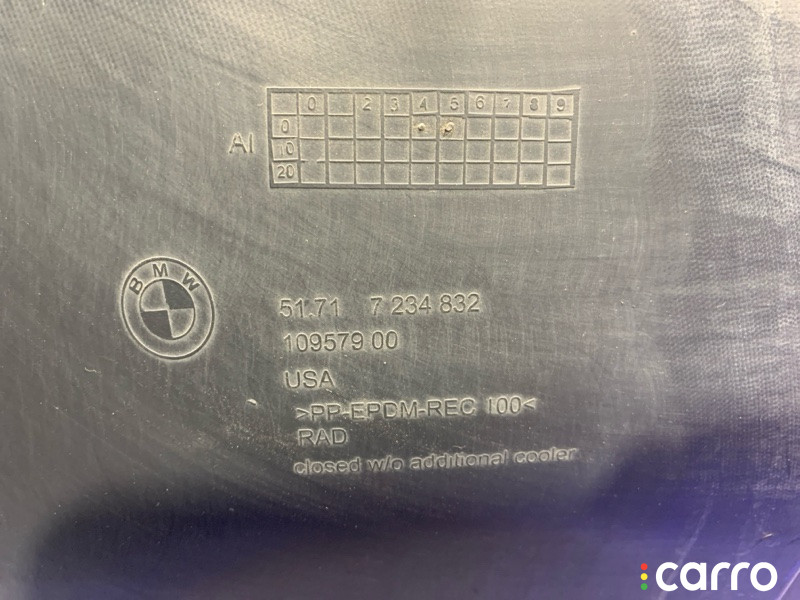 0 2 3 4 5 6 7 8 9
0
AI 10
20
BMW
51.71 7 234 832
109579 00
USA
>PP-EPDM-REC 100<
RAD
closed w/o additional cooler
carro